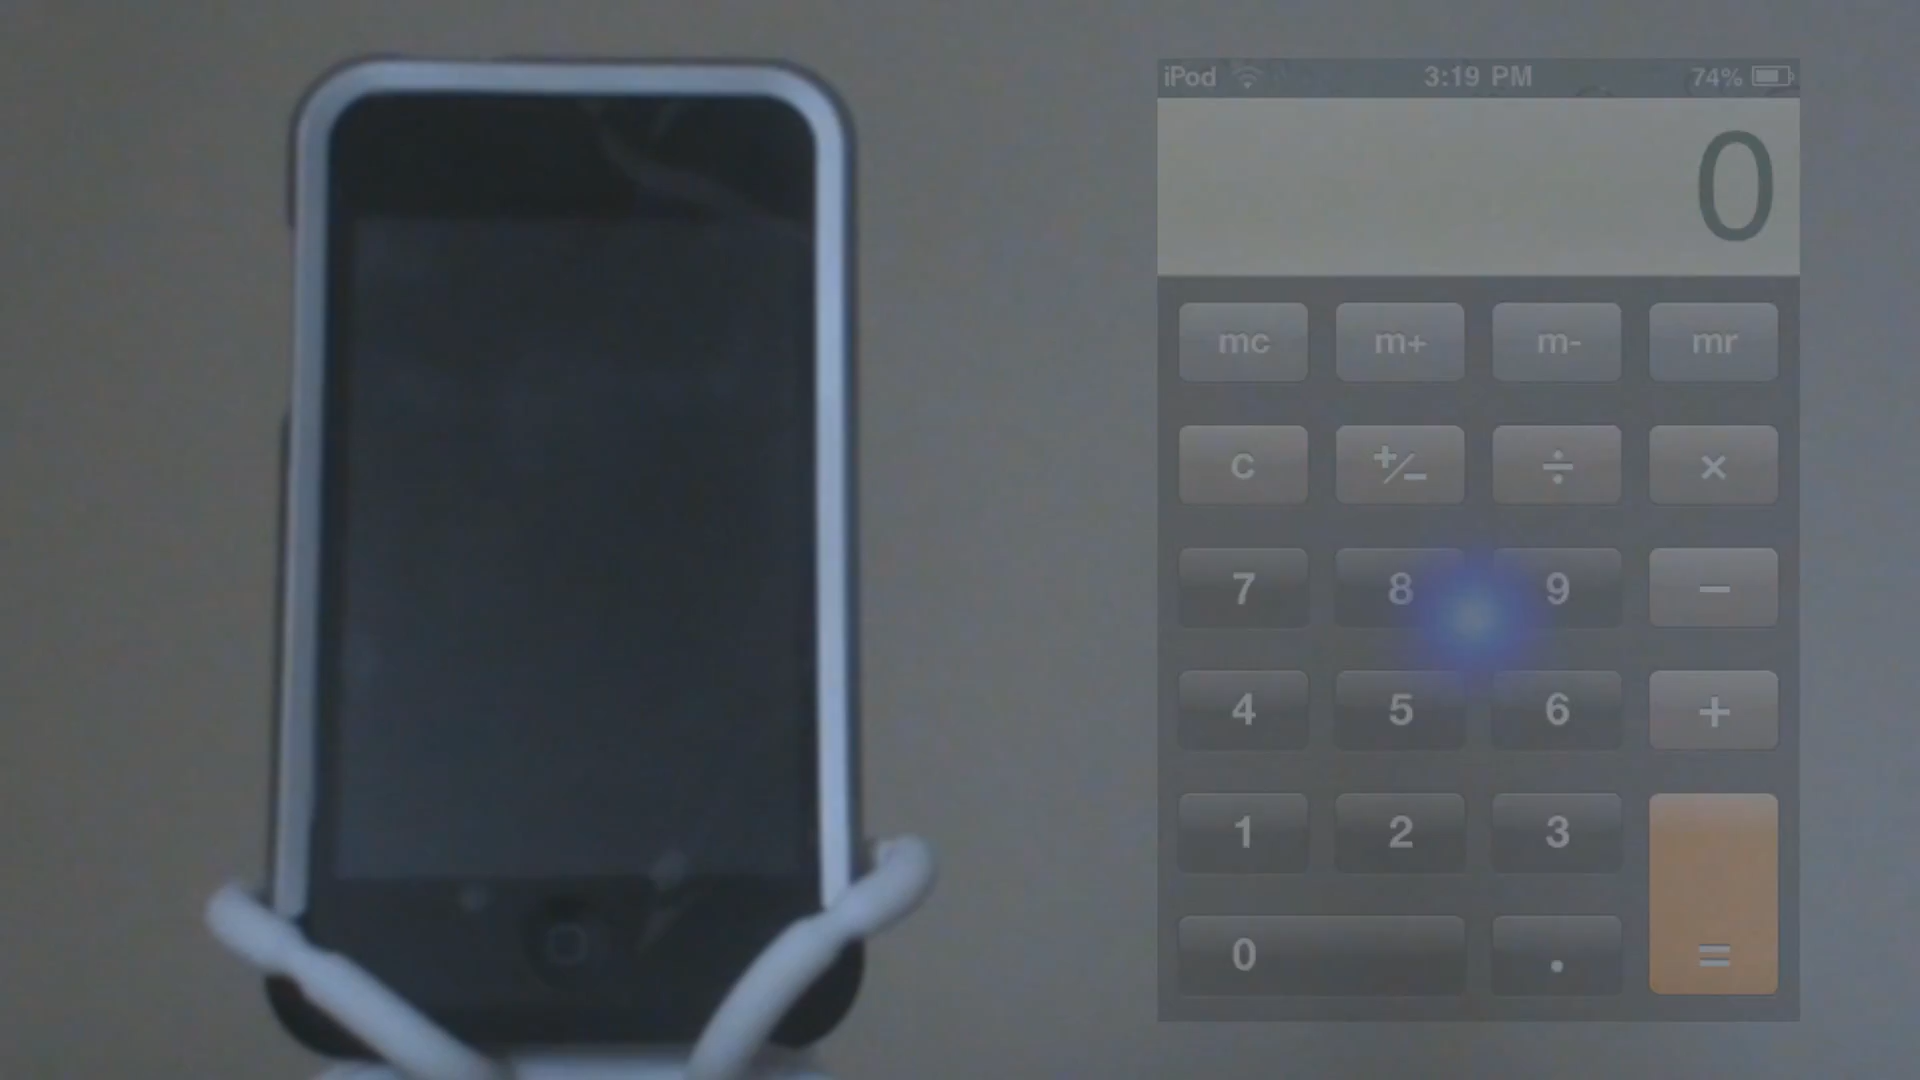 iPod 3:19 PM 74%
0
mc m+ m- mr
C +/− ÷ ×
7 8 9 −
4 5 6 +
1 2 3
0 . =